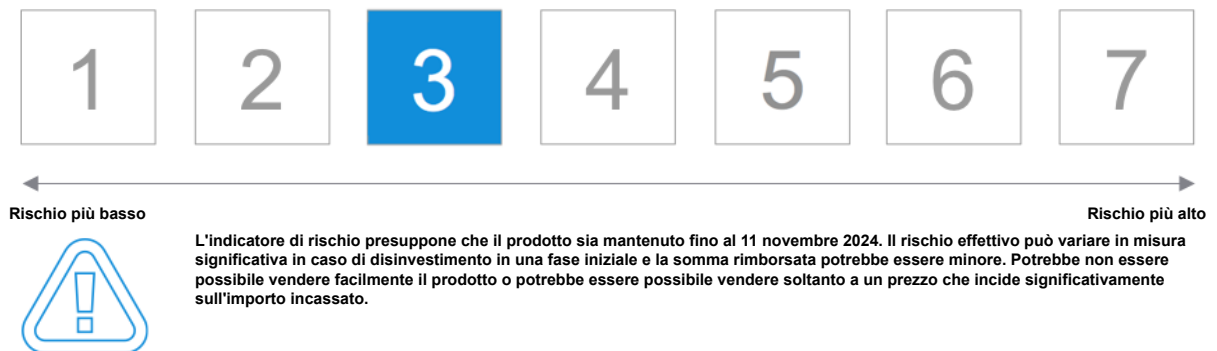 1 2 3 4 5 6 7
Rischio più basso Rischio più alto
L'indicatore di rischio presuppone che il prodotto sia mantenuto fino al 11 novembre 2024. Il rischio effettivo può variare in misura
significativa in caso di disinvestimento in una fase iniziale e la somma rimborsata potrebbe essere minore. Potrebbe non essere
possibile vendere facilmente il prodotto o potrebbe essere possibile vendere soltanto a un prezzo che incide significativamente
sull'importo incassato.